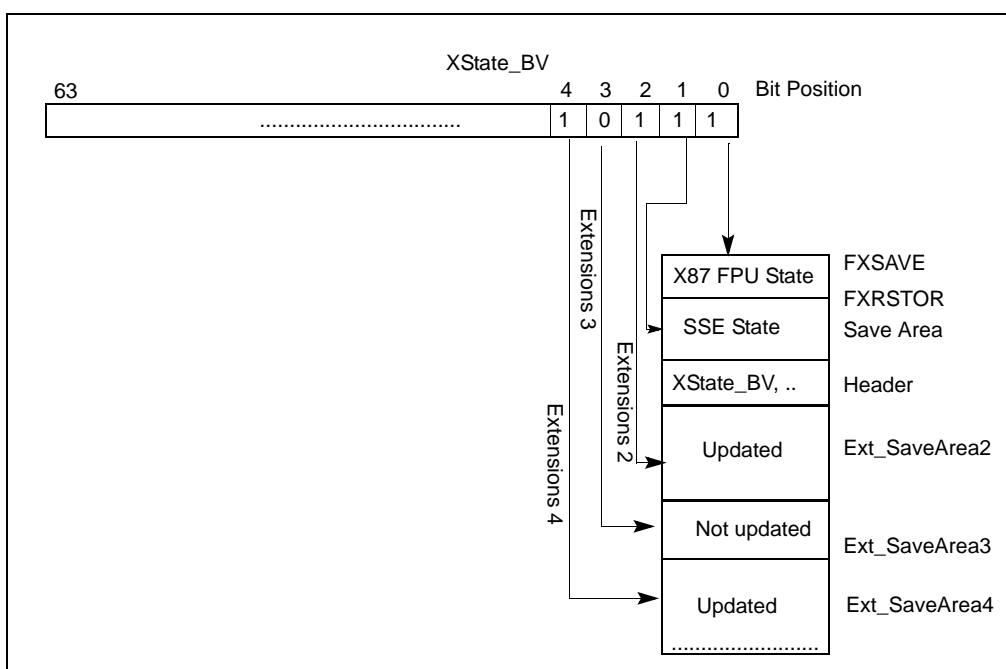 XState_BV
63 4 3 2 1 0 Bit Position
................................... 1 0 1 1 1
Extensions 3
Extensions 2
Extensions 4
X87 FPU State
FXSAVE
FXRSTOR
SSE State
Save Area
XState_BV, ..
Header
Updated
Ext_SaveArea2
Not updated
Ext_SaveArea3
Updated
Ext_SaveArea4
.........................